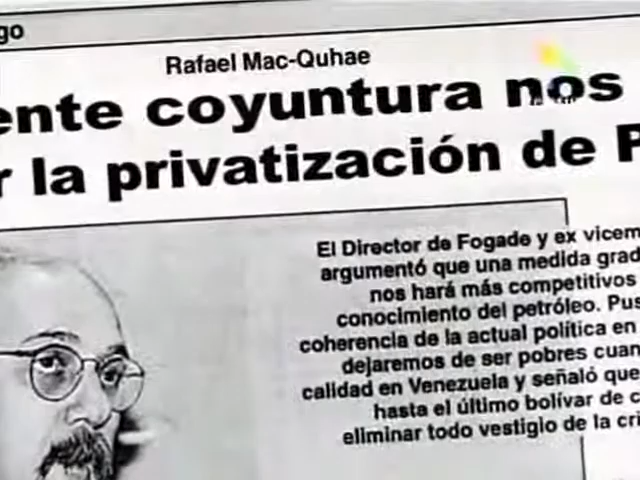 go
Rafael Mac-Quhae
ente coyuntura nos
r la privatización de
El Director de Fogade y ex vicem
argumentó que una medida grad
nos hará más competitivos
conocimiento del petróleo. Pus
coherencia de la actual política en
dejaremos de ser pobres cuan
calidad en Venezuela y señaló que
hasta el último bolívar de c
eliminar todo vestigio de la cri